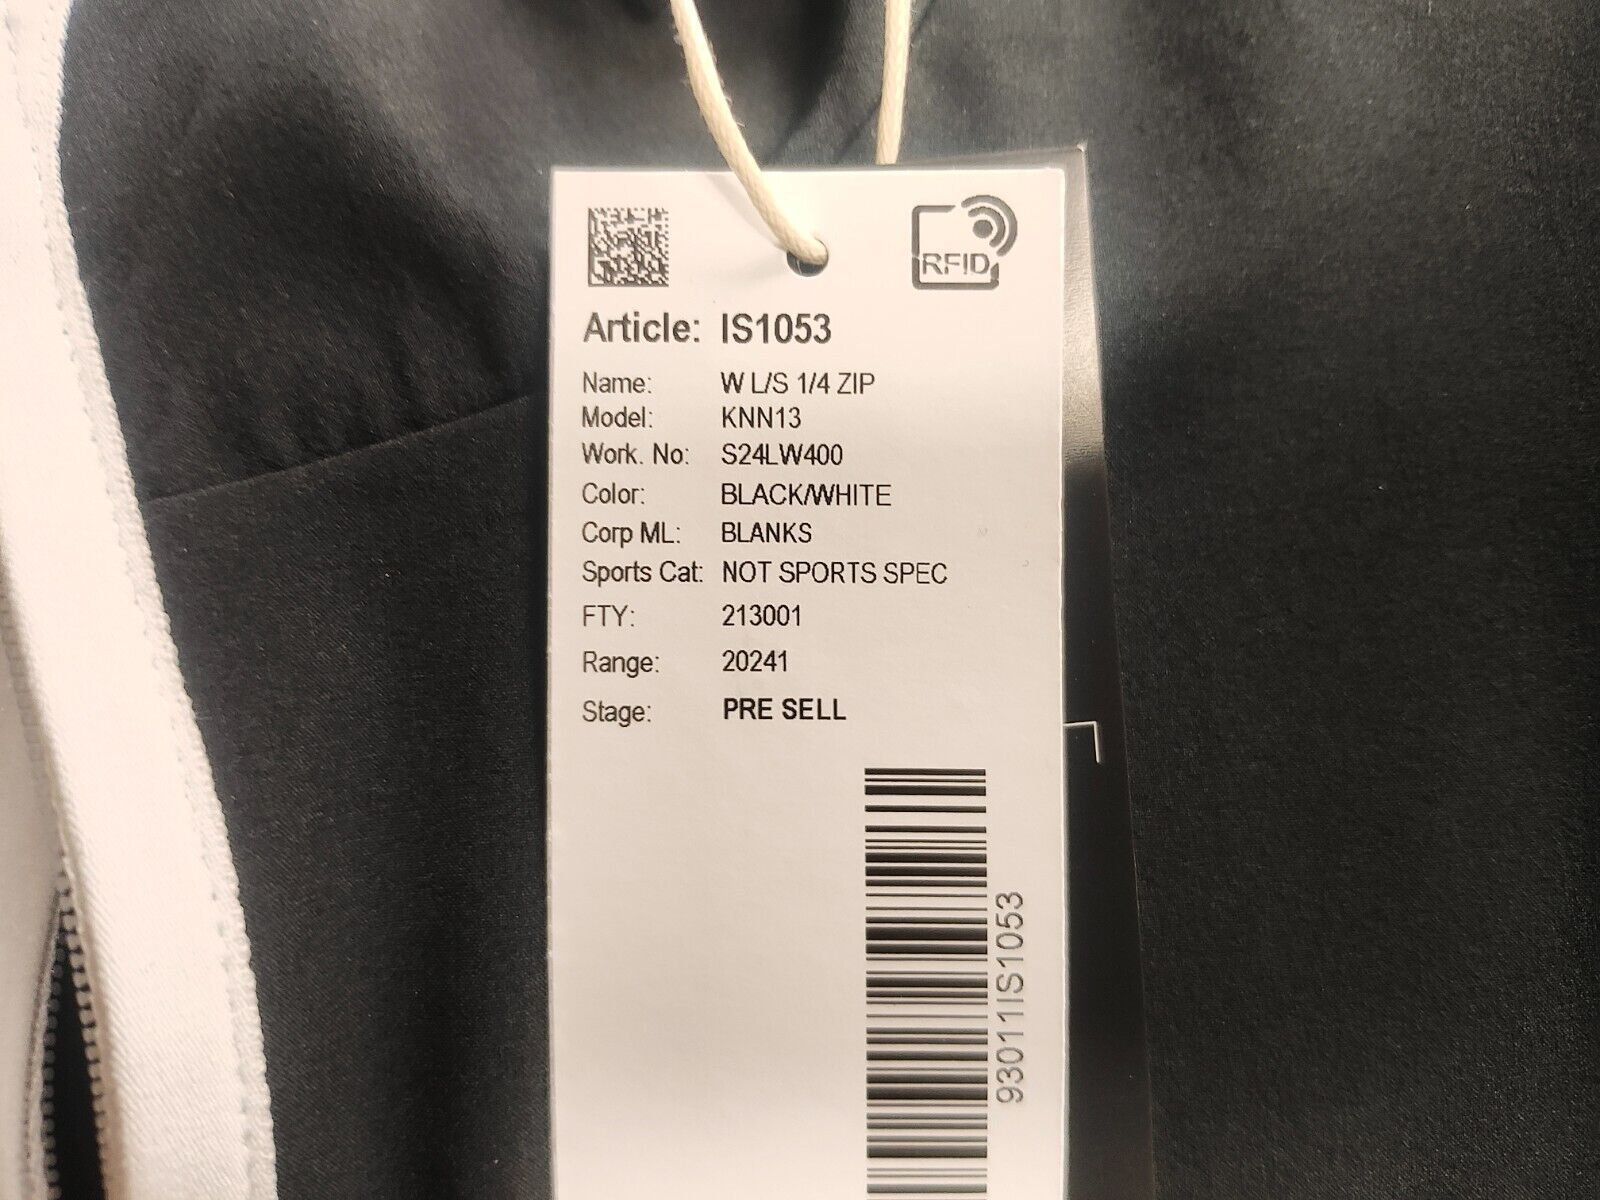 RFID
Article: IS1053
Name: W L/S 1/4 ZIP
Model: KNN13
Work. No: S24LW400
Color: BLACK/WHITE
Corp ML: BLANKS
Sports Cat: NOT SPORTS SPEC
FTY: 213001
Range: 20241
Stage: PRE SELL
93011IS1053